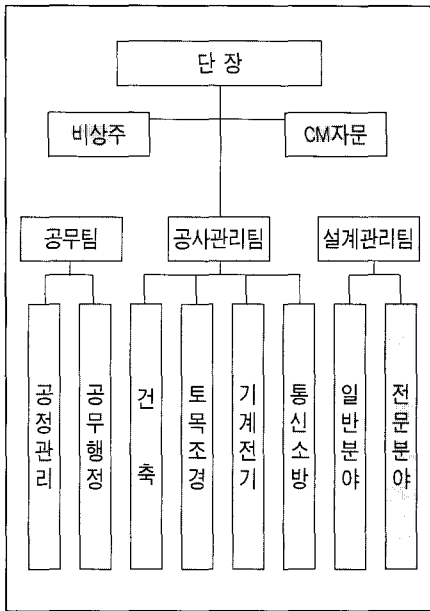 단 장
비상주
CM자문
공무팀
공사관리팀
설계관리팀
공정관리
공무행정
건 축
토목조경
기계전기
통신소방
일반분야
전문분야